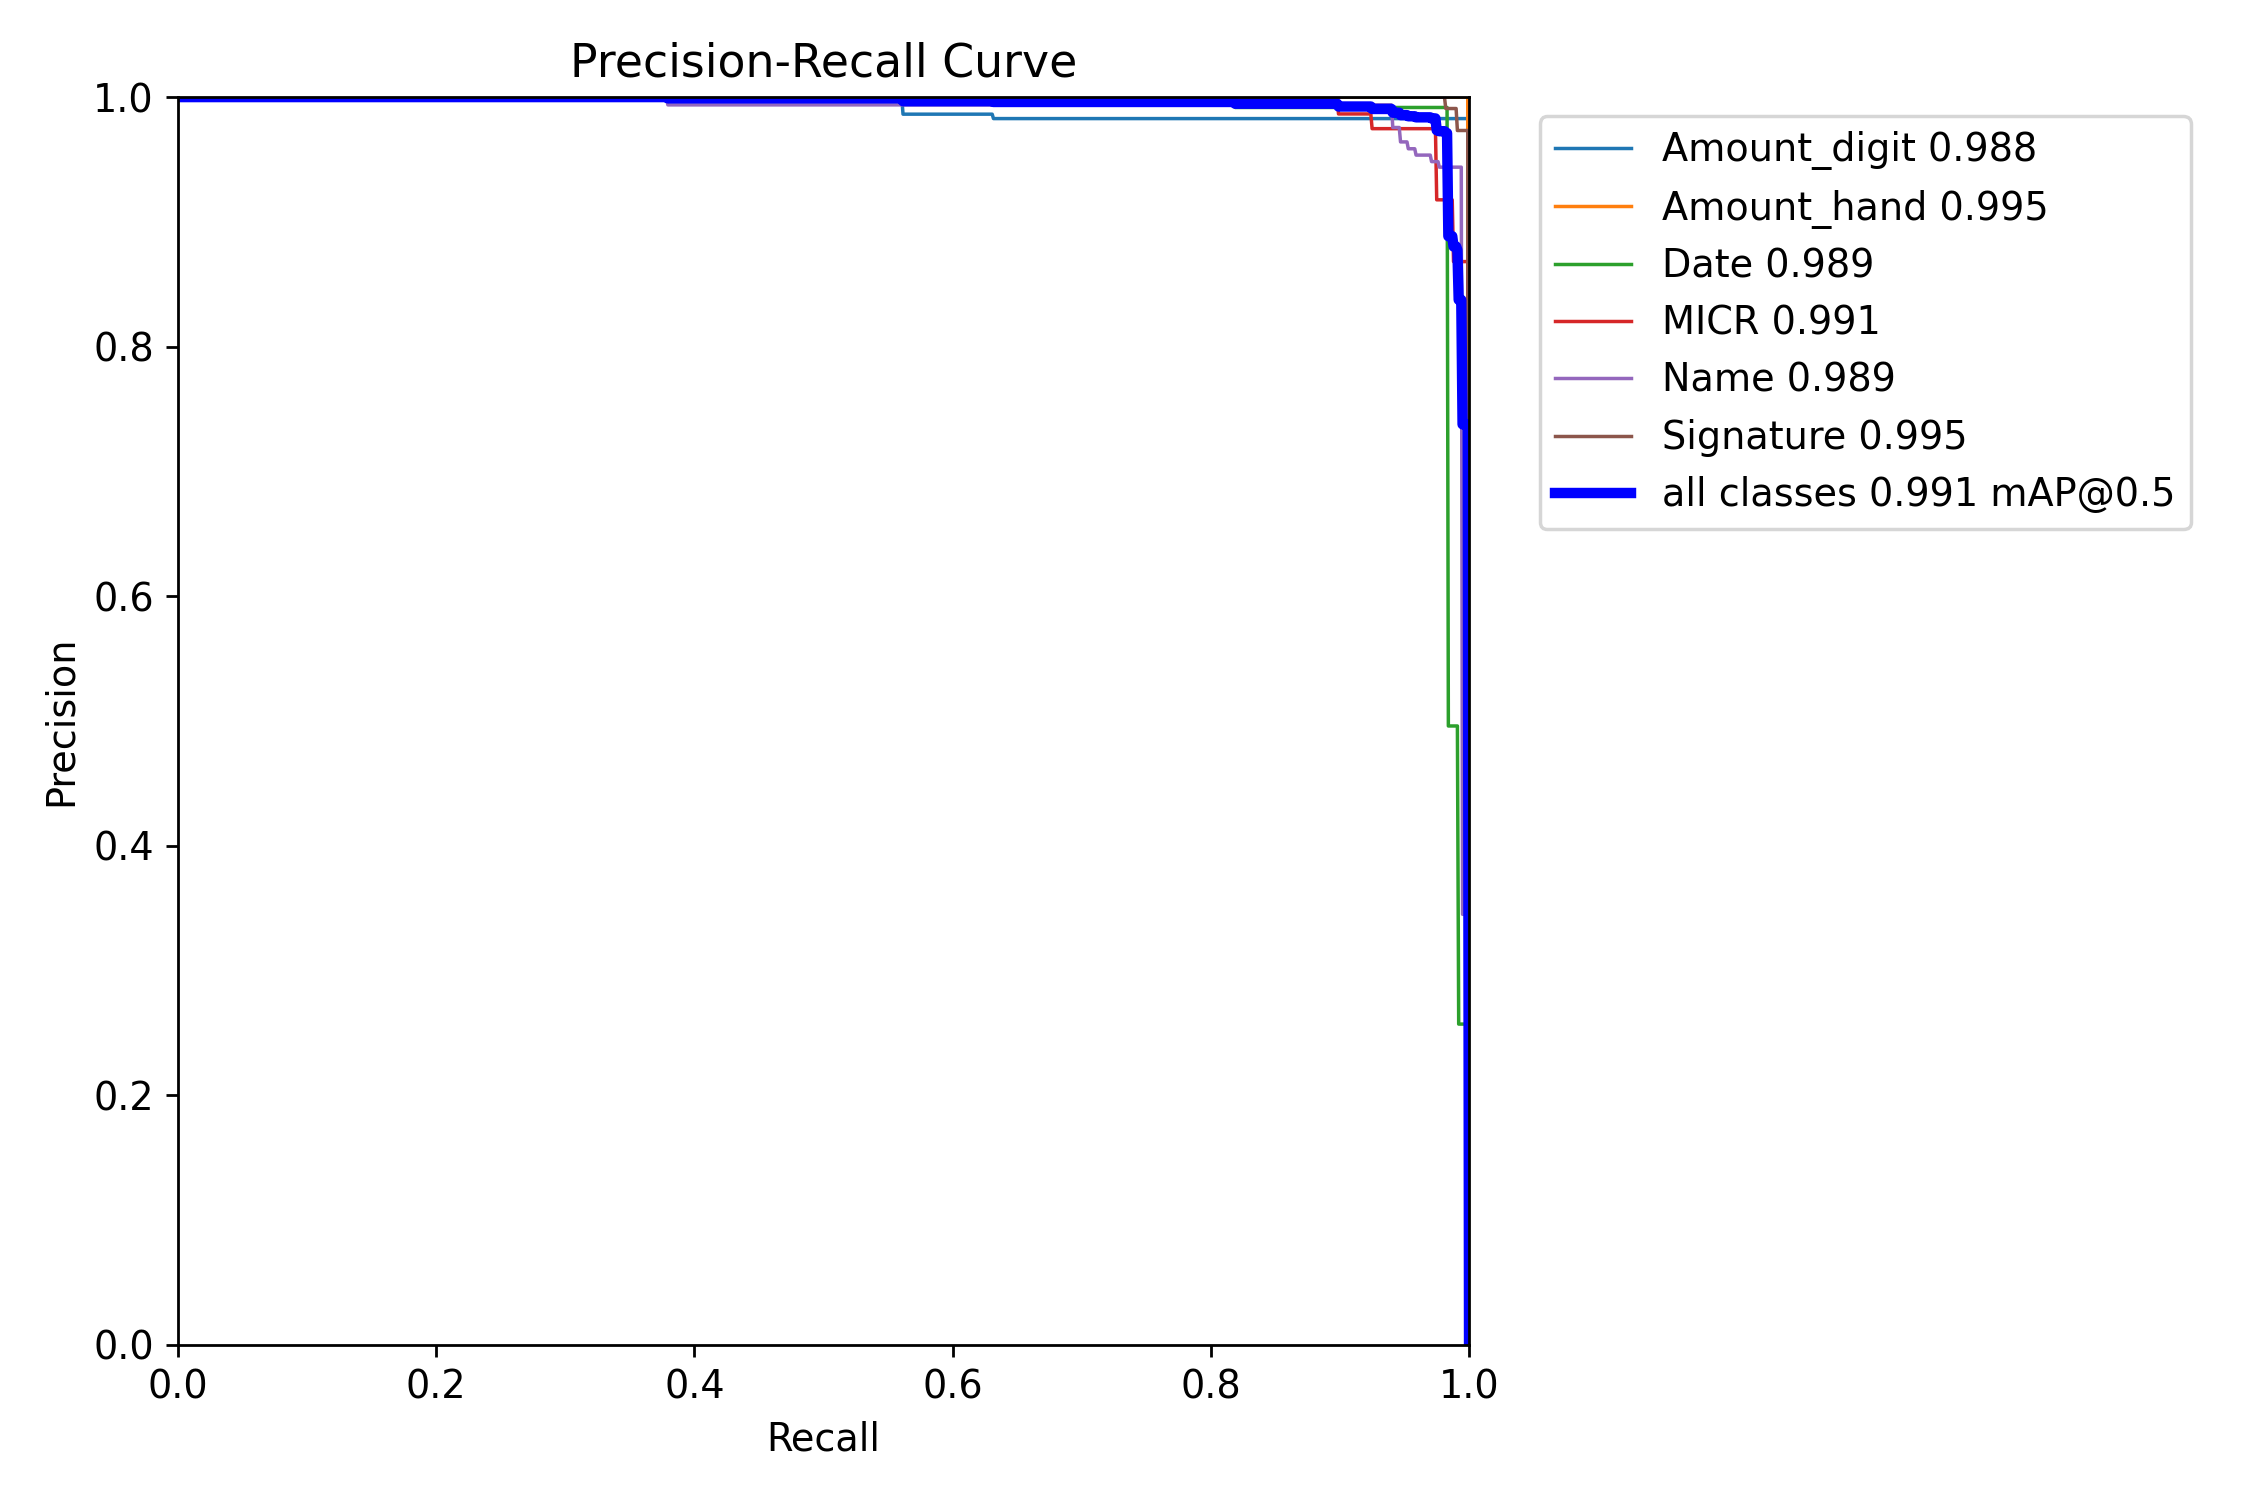 Precision-Recall Curve
1.0
0.8
0.6
0.4
0.2
0.0
Precision
0.0 0.2 0.4 0.6 0.8 1.0
Recall
Amount_digit 0.988
Amount_hand 0.995
Date 0.989
MICR 0.991
Name 0.989
Signature 0.995
all classes 0.991 mAP@0.5